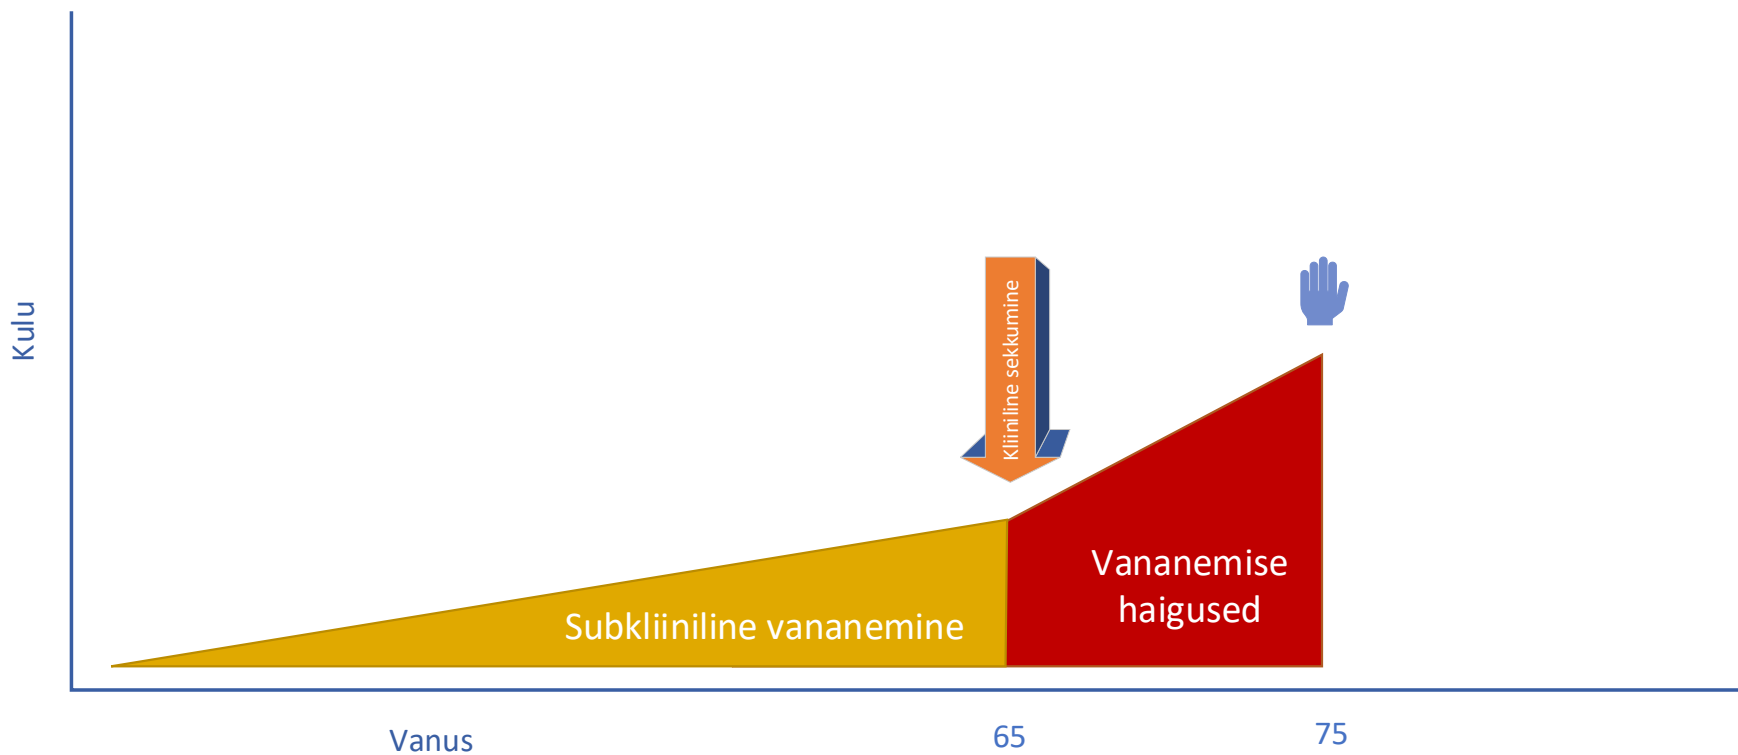 Kulu
Kliiniline sekkumine
Subkliiniline vananemine
Vananemise
haigused
Vanus
65
75